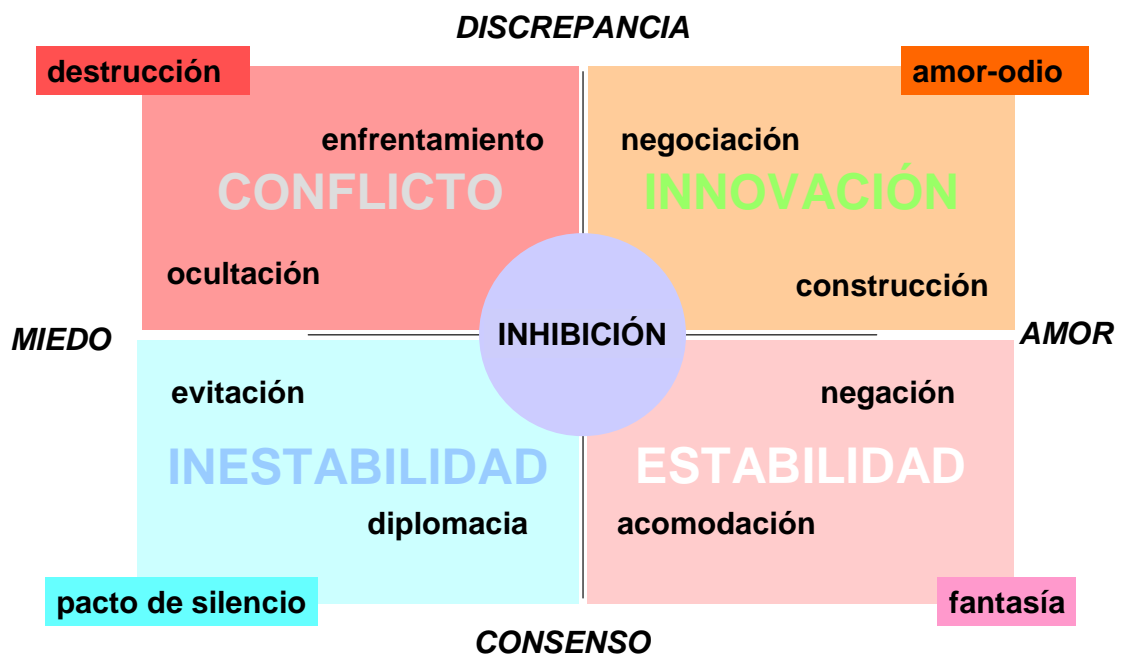 DISCREPANCIA
destrucción
amor-odio
enfrentamiento
negociación
CONFLICTO
INNOVACIÓN
ocultación
construcción
MIEDO
INHIBICIÓN
AMOR
evitación
negación
INESTABILIDAD
ESTABILIDAD
diplomacia
acomodación
pacto de silencio
fantasía
CONSENSO